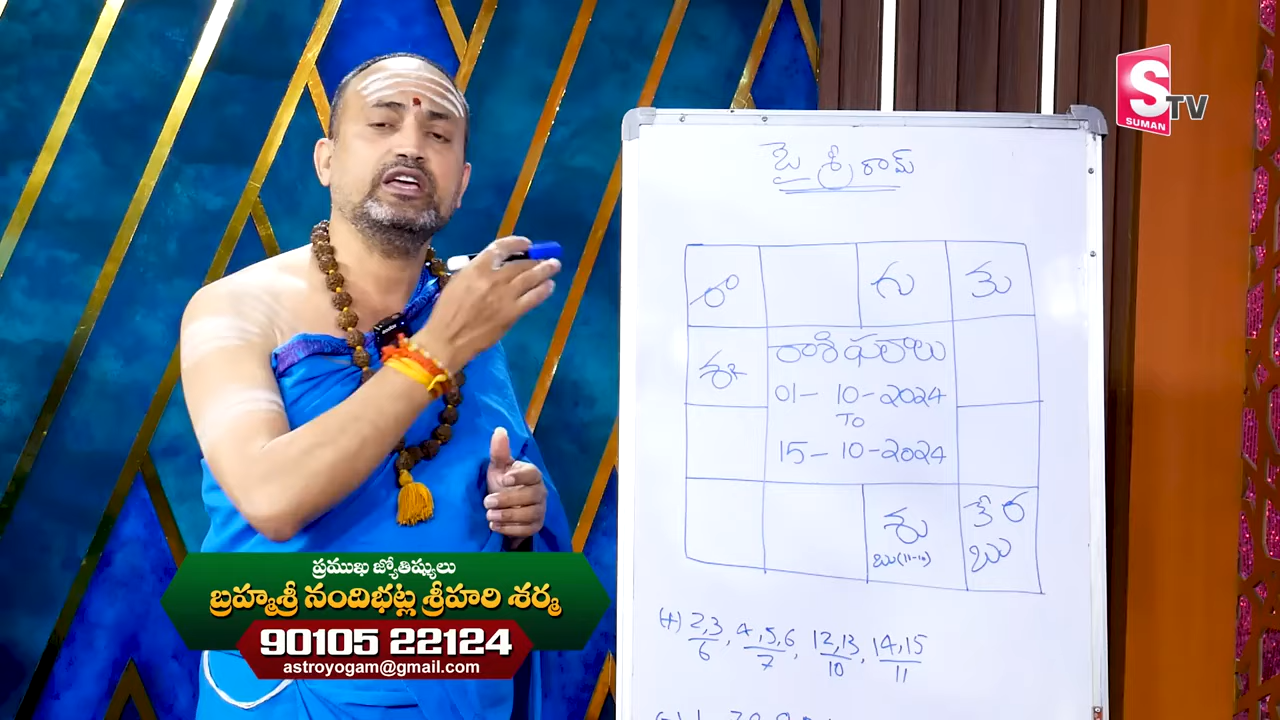 S
TV
SUMAN
జై శ్రీరామ్
రా
గు
కు
శ
రాశిఫలాలు
01-10-2024
TO
15-10-2024
శు
బు(11-10)
కే ర
బు
(+) 2,3/6, 4,5,6/7, 12,13/10, 14,15/11
ప్రముఖ జ్యోతిష్యులు
బ్రహ్మశ్రీ నందిభట్ల శ్రీహరి శర్మ
90105 22124
astroyogam@gmail.com